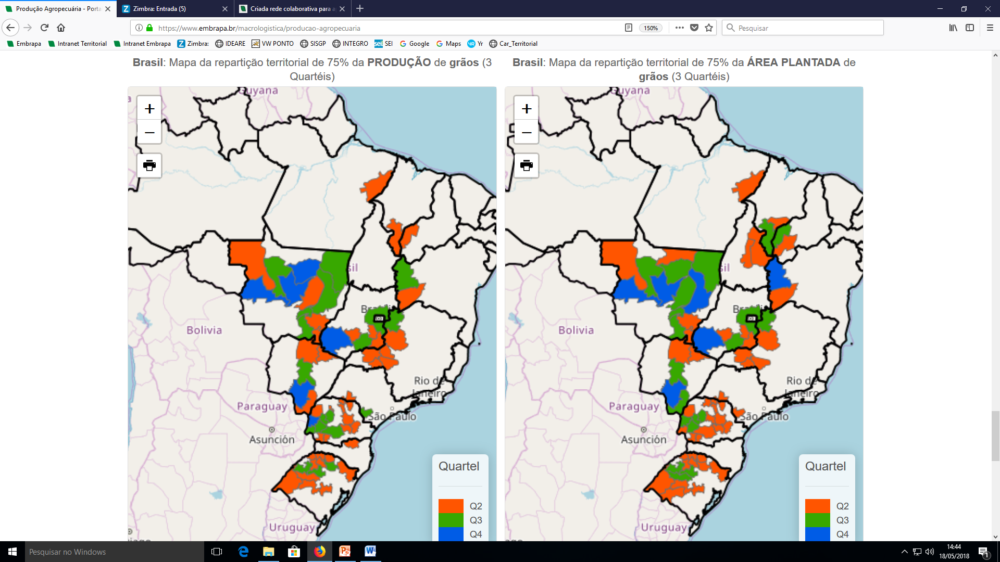 Produção Agropecuária - Porta
Zimbra: Entrada (5)
Criada rede colaborativa para a
https://www.embrapa.br/macrologistica/producao-agropecuaria
150%
Pesquisar
Embrapa
Intranet Territorial
Intranet Embrapa
Zimbra:
IDEARE
VW PONTO
SISGP
INTEGRO
sei SEI
Google
Maps
Yr
Car_Territorial
Brasil: Mapa da repartição territorial de 75% da PRODUÇÃO de grãos (3
Quartéis)
Guyana
+
−
sil
Bolivia
Rio de
Janeiro
Paraguay
São Paulo
Asunción
Uruguay
Quartel
Q2
Q3
Q4
Brasil: Mapa da repartição territorial de 75% da ÁREA PLANTADA de
grãos (3 Quartéis)
Guyana
+
−
sil
Bolivia
Rio de
Janeiro
Paraguay
São Paulo
Asunción
Uruguay
Quartel
Q2
Q3
Q4
Pesquisar no Windows
14:44
18/05/2018
1